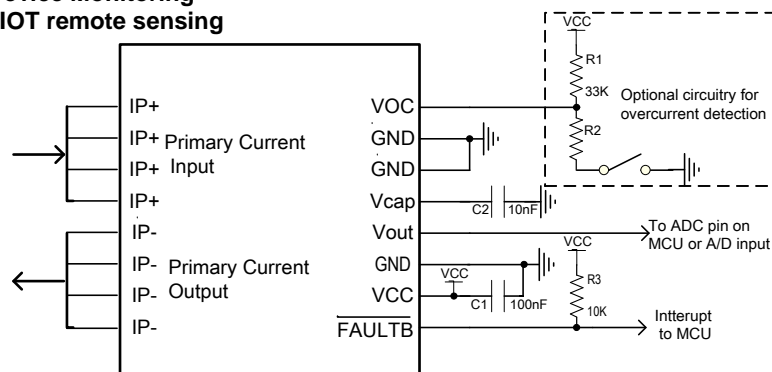 IOT remote sensing
IP+
IP+
IP+
IP+
Primary Current
Input
IP-
IP-
IP-
IP-
Primary Current
Output
VOC
GND
GND
Vcap
Vout
GND
VCC
FAULTB
VCC
R1
33K
R2
Optional circuitry for
overcurrent detection
C2
10nF
To ADC pin on
MCU or A/D input
VCC
C1
100nF
VCC
R3
10K
Intterupt
to MCU